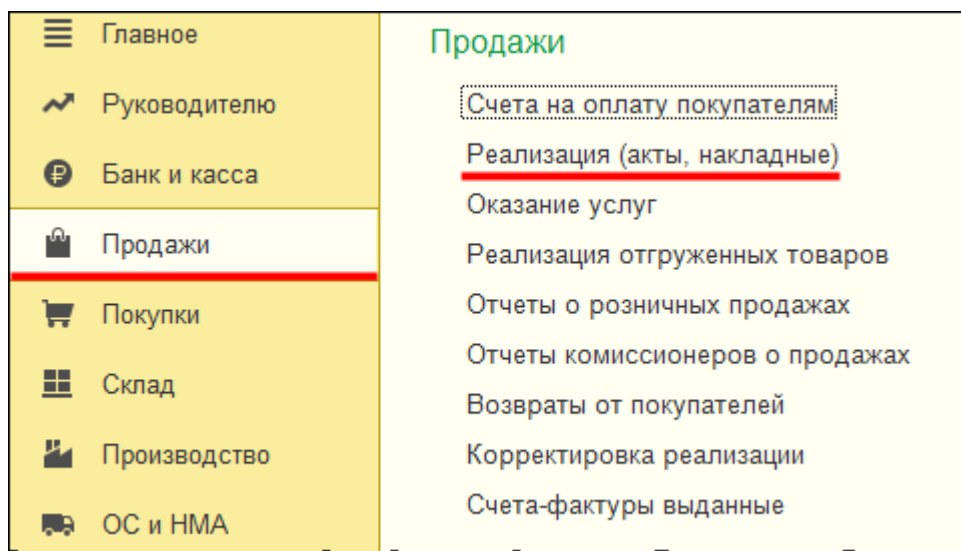 Главное
Руководителю
Банк и касса
Продажи
Покупки
Склад
Производство
ОС и НМА
Продажи
Счета на оплату покупателям
Реализация (акты, накладные)
Оказание услуг
Реализация отгруженных товаров
Отчеты о розничных продажах
Отчеты комиссионеров о продажах
Возвраты от покупателей
Корректировка реализации
Счета-фактуры выданные